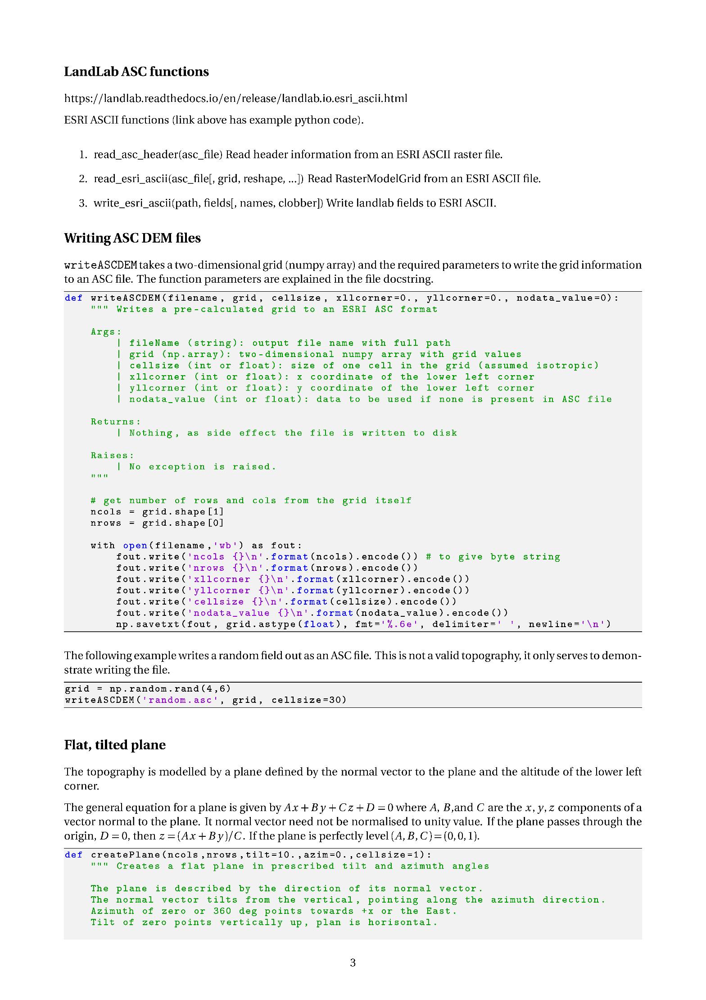 LandLab ASC functions
https://landlab.readthedocs.io/en/release/landlab.io.esri_ascii.html
ESRI ASCII functions (link above has example python code).
1. read_asc_header(asc_file) Read header information from an ESRI ASCII raster file.
2. read_esri_ascii(asc_file[, grid, reshape, ...]) Read RasterModelGrid from an ESRI ASCII file.
3. write_esri_ascii(path, fields[, names, clobber]) Write landlab fields to ESRI ASCII.
Writing ASC DEM files
writeASCDEM takes a two-dimensional grid (numpy array) and the required parameters to write the grid information
to an ASC file. The function parameters are explained in the file docstring.
def writeASCDEM(filename, grid, cellsize, xllcorner=0., yllcorner=0., nodata_value=0):
    """ Writes a pre-calculated grid to an ESRI ASC format
    Args:
        | fileName (string): output file name with full path
        | grid (np.array): two-dimensional numpy array with grid values
        | cellsize (int or float): size of one cell in the grid (assumed isotropic)
        | xllcorner (int or float): x coordinate of the lower left corner
        | yllcorner (int or float): y coordinate of the lower left corner
        | nodata_value (int or float): data to be used if none is present in ASC file
    Returns:
        | Nothing, as side effect the file is written to disk
    Raises:
        | No exception is raised.
    """
    # get number of rows and cols from the grid itself
    ncols = grid.shape[1]
    nrows = grid.shape[0]
    with open(filename,'wb') as fout:
        fout.write('ncols {}\n'.format(ncols).encode()) # to give byte string
        fout.write('nrows {}\n'.format(nrows).encode())
        fout.write('xllcorner {}\n'.format(xllcorner).encode())
        fout.write('yllcorner {}\n'.format(yllcorner).encode())
        fout.write('cellsize {}\n'.format(cellsize).encode())
        fout.write('nodata_value {}\n'.format(nodata_value).encode())
        np.savetxt(fout, grid.astype(float), fmt='%.6e', delimiter=' ', newline='\n')
The following example writes a random field out as an ASC file. This is not a valid topography, it only serves to demon-
strate writing the file.
grid = np.random.rand(4,6)
writeASCDEM('random.asc', grid, cellsize=30)
Flat, tilted plane
The topography is modelled by a plane defined by the normal vector to the plane and the altitude of the lower left
corner.
The general equation for a plane is given by Ax + By + Cz + D = 0 where A, B,and C are the x, y, z components of a
vector normal to the plane. It normal vector need not be normalised to unity value. If the plane passes through the
origin, D = 0, then z = (Ax + By)/C. If the plane is perfectly level (A, B, C) = (0, 0, 1).
def createPlane(ncols,nrows,tilt=10.,azim=0.,cellsize=1):
    """ Creates a flat plane in prescribed tilt and azimuth angles
    The plane is described by the direction of its normal vector.
    The normal vector tilts from the vertical, pointing along the azimuth direction.
    Azimuth of zero or 360 deg points towards +x or the East.
    Tilt of zero points vertically up, plan is horisontal.
3